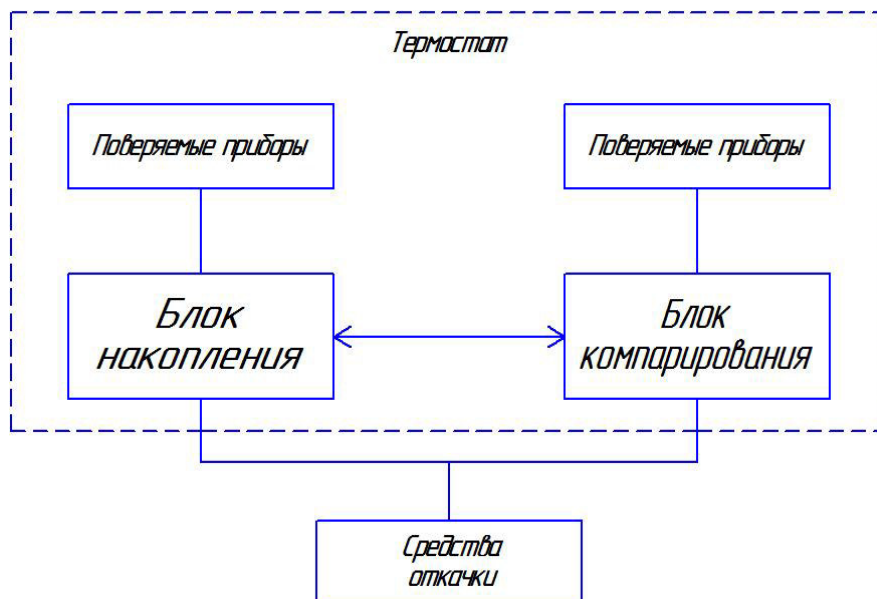 Термостат
Поверяемые приборы
Поверяемые приборы
Блок
накопления
Блок
компарирования
Средства
откачки